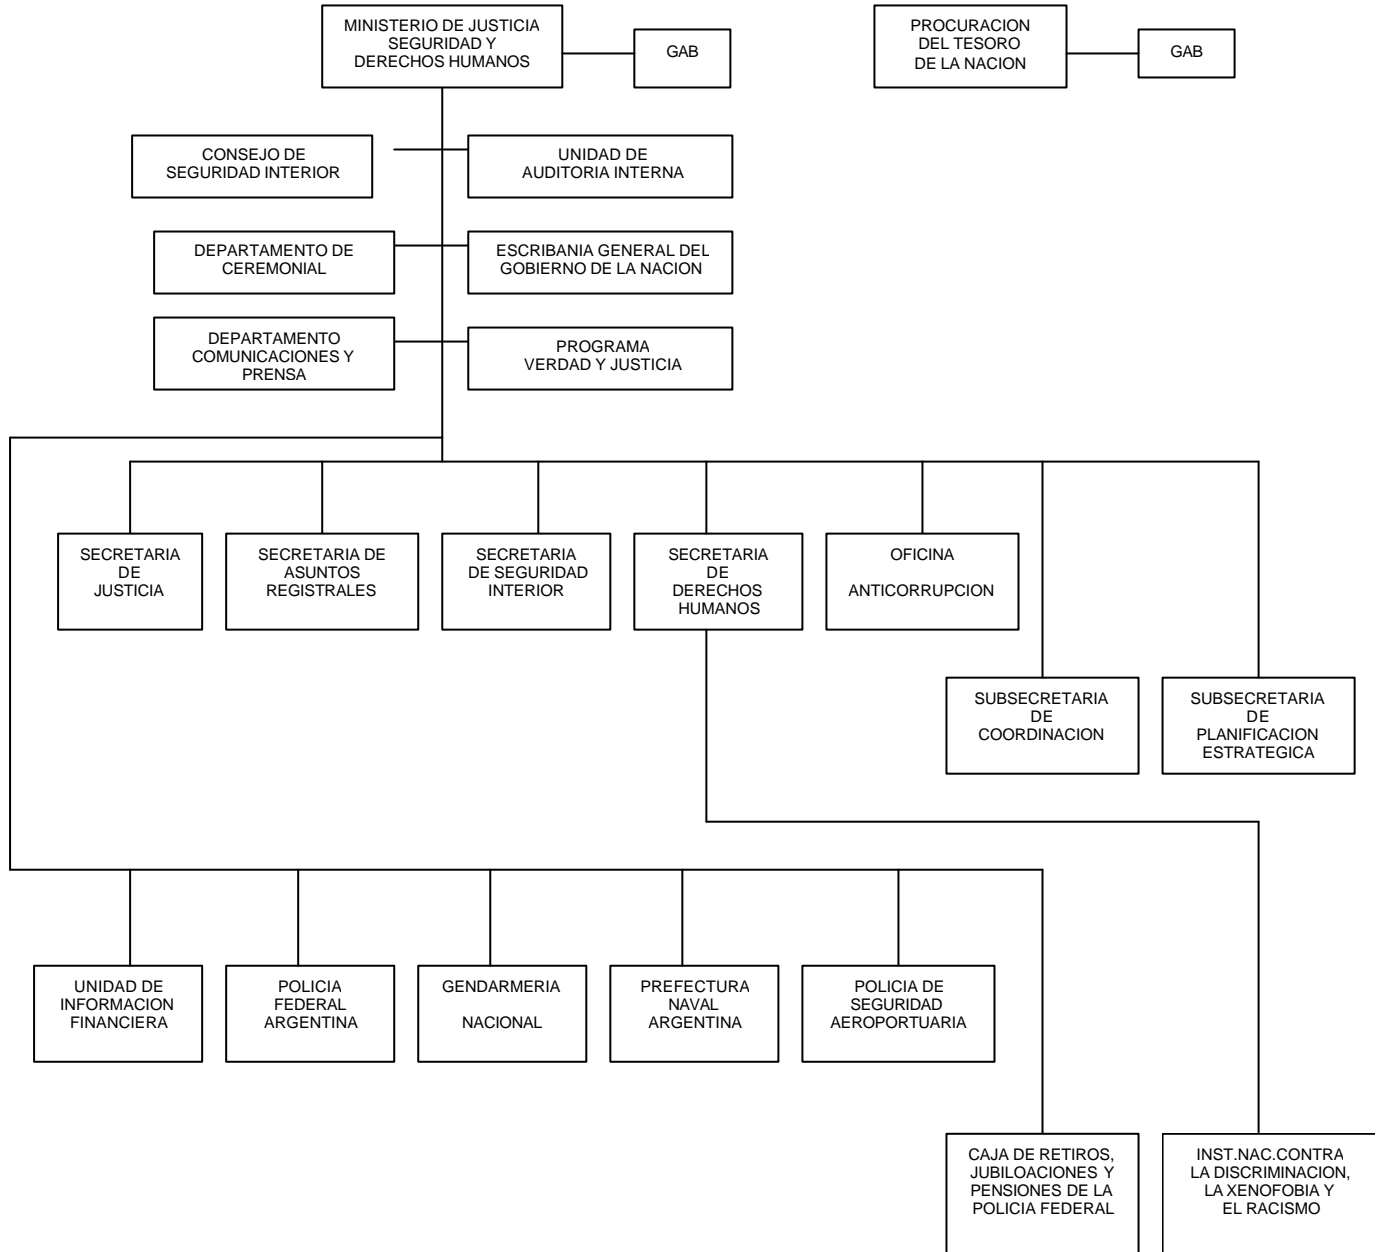 MINISTERIO DE JUSTICIA
SEGURIDAD Y
DERECHOS HUMANOS
GAB
PROCURACION
DEL TESORO
DE LA NACION
GAB
CONSEJO DE
SEGURIDAD INTERIOR
UNIDAD DE
AUDITORIA INTERNA
DEPARTAMENTO DE
CEREMONIAL
ESCRIBANIA GENERAL DEL
GOBIERNO DE LA NACION
DEPARTAMENTO
COMUNICACIONES Y
PRENSA
PROGRAMA
VERDAD Y JUSTICIA
SECRETARIA
DE
JUSTICIA
SECRETARIA DE
ASUNTOS
REGISTRALES
SECRETARIA
DE SEGURIDAD
INTERIOR
SECRETARIA
DE
DERECHOS
HUMANOS
OFICINA
ANTICORRUPCION
SUBSECRETARIA
DE
COORDINACION
SUBSECRETARIA
DE
PLANIFICACION
ESTRATEGICA
UNIDAD DE
INFORMACION
FINANCIERA
POLICIA
FEDERAL
ARGENTINA
GENDARMERIA
NACIONAL
PREFECTURA
NAVAL
ARGENTINA
POLICIA DE
SEGURIDAD
AEROPORTUARIA
CAJA DE RETIROS,
JUBILOACIONES Y
PENSIONES DE LA
POLICIA FEDERAL
INST.NAC.CONTRA
LA DISCRIMINACION,
LA XENOFOBIA Y
EL RACISMO